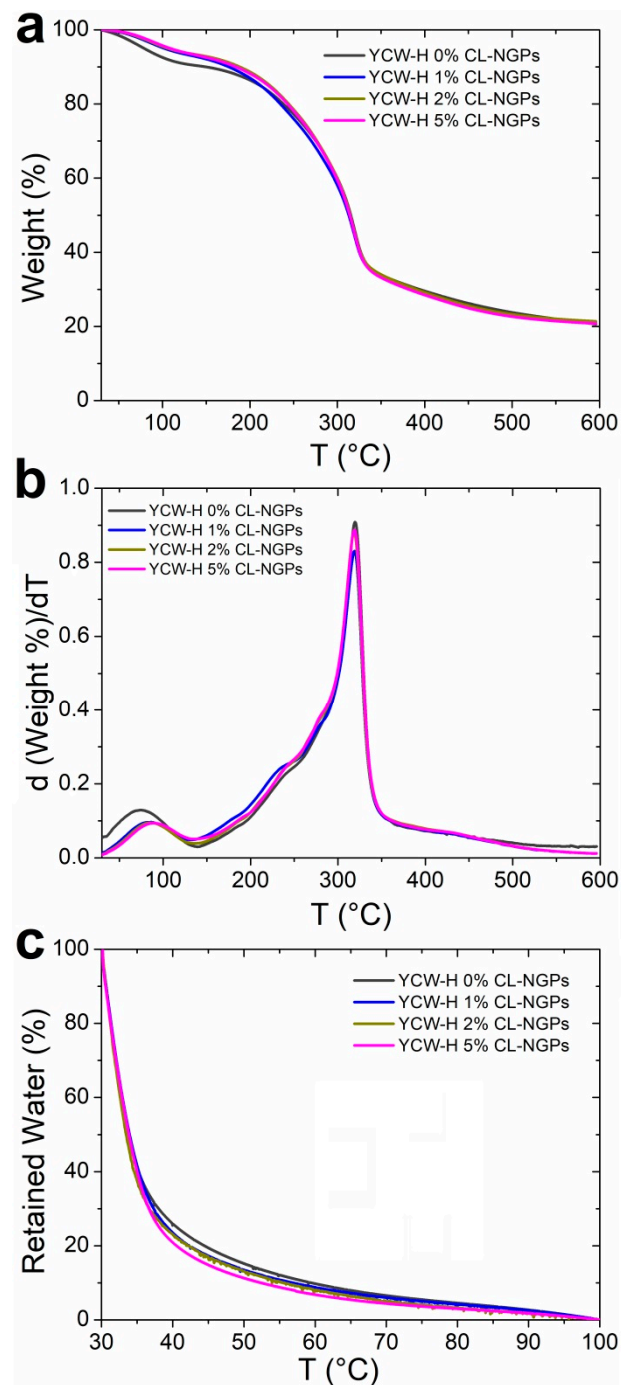 a
YCW-H 0% CL-NGPs
YCW-H 1% CL-NGPs
YCW-H 2% CL-NGPs
YCW-H 5% CL-NGPs
Weight (%)
100
80
60
40
20
0
100 200 300 400 500 600
T (°C)
b
YCW-H 0% CL-NGPs
YCW-H 1% CL-NGPs
YCW-H 2% CL-NGPs
YCW-H 5% CL-NGPs
d (Weight %)/dT
1.0
0.8
0.6
0.4
0.2
0.0
100 200 300 400 500 600
T (°C)
c
YCW-H 0% CL-NGPs
YCW-H 1% CL-NGPs
YCW-H 2% CL-NGPs
YCW-H 5% CL-NGPs
Retained Water (%)
100
80
60
40
20
0
30 40 50 60 70 80 90 100
T (°C)